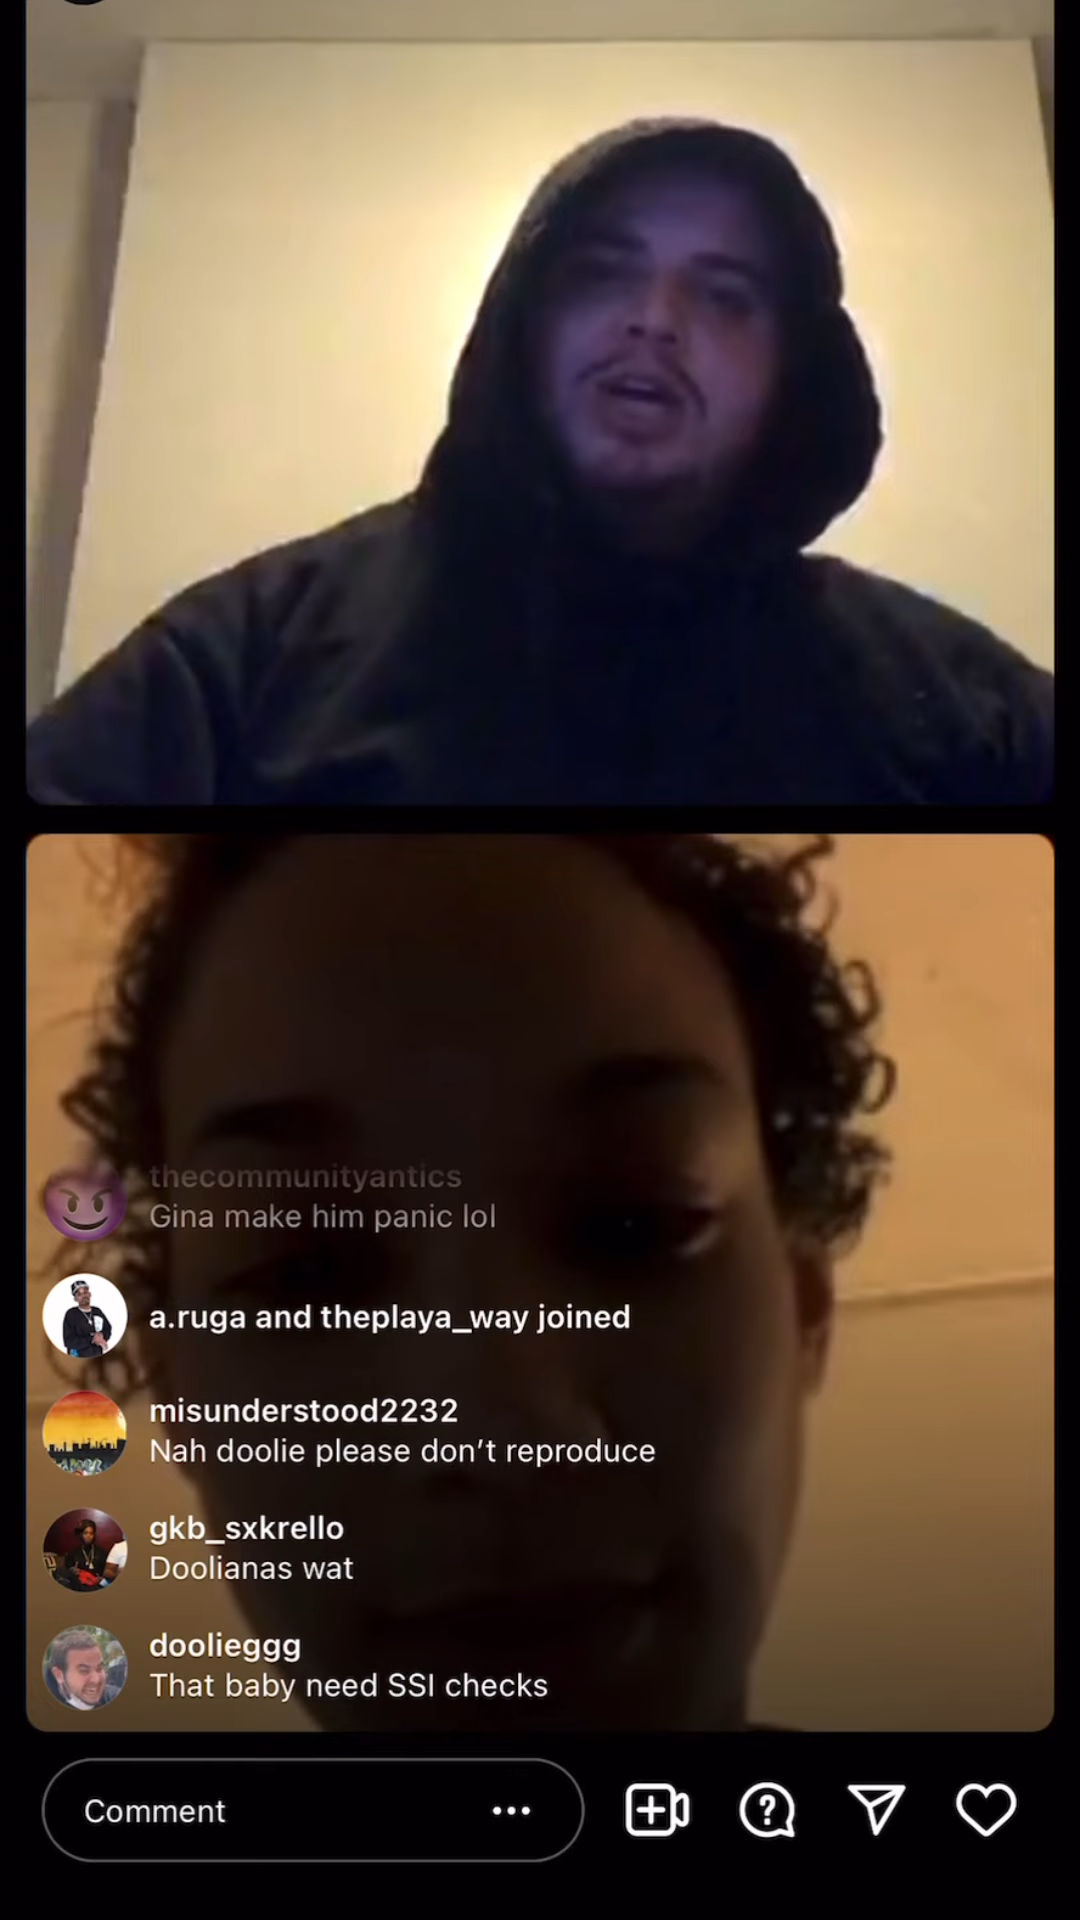 thecommunityantics
Gina make him panic lol
a.ruga and theplaya_way joined
misunderstood2232
Nah doolie please don’t reproduce
gkb_sxkrello
Doolianas wat
doolieggg
That baby need SSI checks
Comment